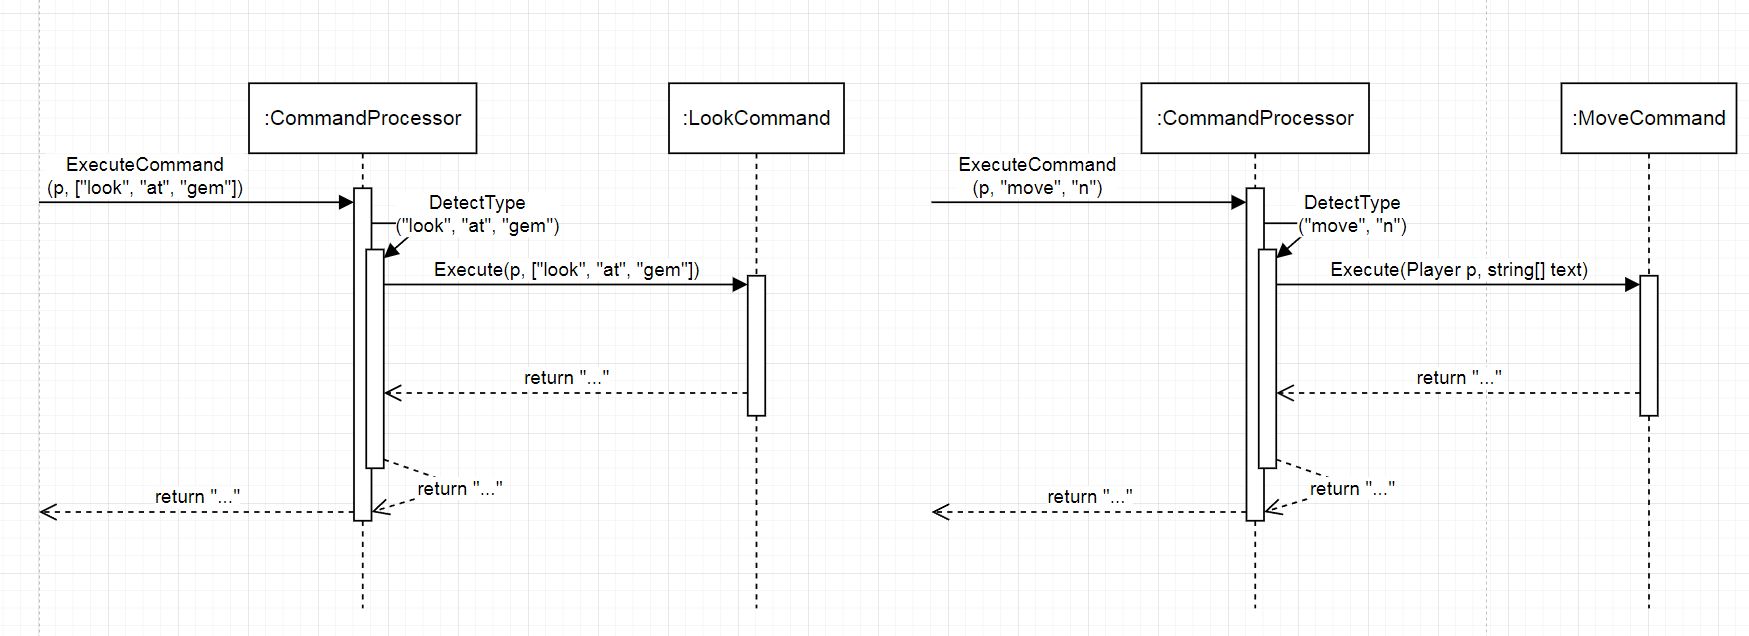 :CommandProcessor
:LookCommand
ExecuteCommand
(p, ["look", "at", "gem"])
DetectType
("look", "at", "gem")
Execute(p, ["look", "at", "gem"])
return "..."
return "..."
return "..."
:CommandProcessor
:MoveCommand
ExecuteCommand
(p, "move", "n")
DetectType
("move", "n")
Execute(Player p, string[] text)
return "..."
return "..."
return "..."